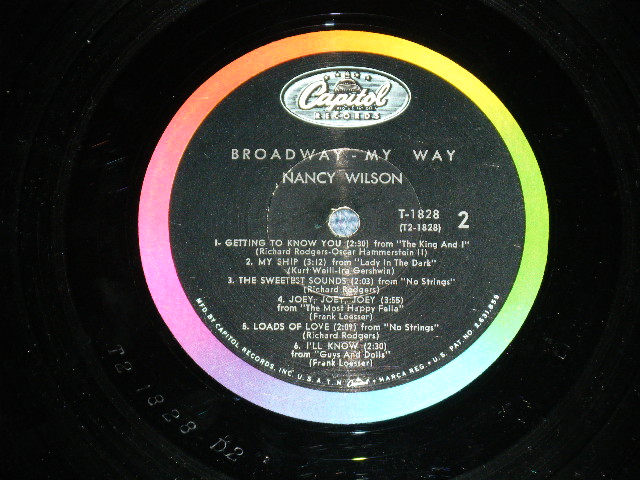 Capitol
RECORDS
BROADWAY - MY WAY
NANCY WILSON
T-1828
(T2-1828)
2
1- GETTING TO KNOW YOU (2:30) from "The King And I"
(Richard Rodgers-Oscar Hammerstein II)
2. MY SHIP (3:12) from "Lady In The Dark"
(Kurt Weill-Ira Gershwin)
3. THE SWEETEST SOUNDS (2:03) from "No Strings"
(Richard Rodgers)
4. JOEY, JOEY, JOEY (3:55)
from "The Most Happy Fella"
(Frank Loesser)
5. LOADS OF LOVE (2:09) from "No Strings"
(Richard Rodgers)
6. I'LL KNOW (2:30)
from "Guys And Dolls"
(Frank Loesser)
MFD. BY CAPITOL RECORDS, INC. U.S.A. T.M. Capitol MARCA REG. • U.S. PAT. NO. 2,631,859
T2 1828 D2